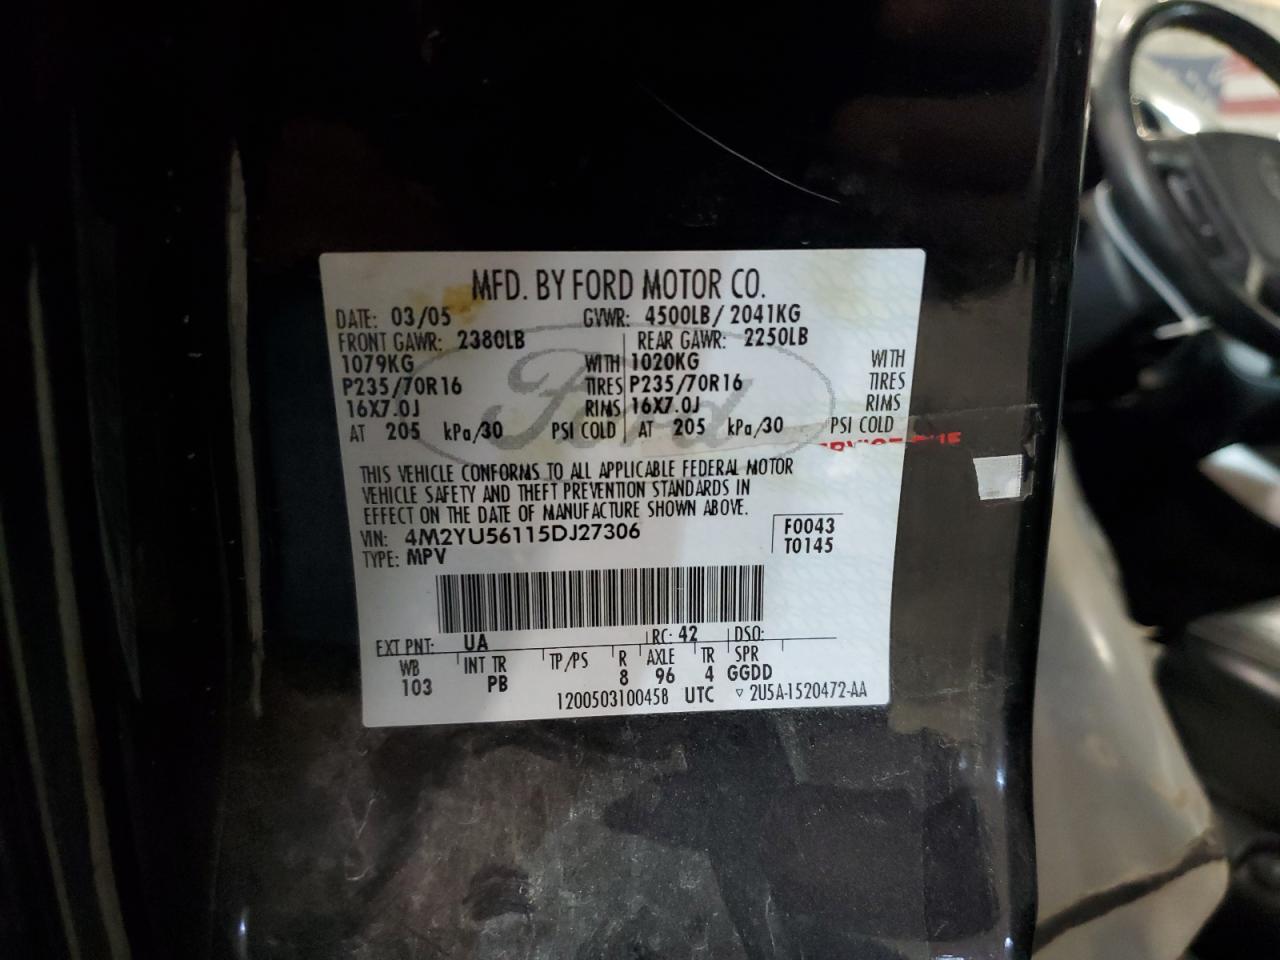 MFD. BY FORD MOTOR CO.
DATE: 03/05 GVWR: 4500LB/2041KG
FRONT GAWR: 2380LB REAR GAWR: 2250LB
1079KG WITH 1020KG WITH
P235/70R16 TIRES P235/70R16 TIRES
16X7.0J RIMS 16X7.0J RIMS
AT 205 kPa/30 PSI COLD AT 205 kPa/30 PSI COLD
Ford
THIS VEHICLE CONFORMS TO ALL APPLICABLE FEDERAL MOTOR
VEHICLE SAFETY AND THEFT PREVENTION STANDARDS IN
EFFECT ON THE DATE OF MANUFACTURE SHOWN ABOVE.
VIN: 4M2YU56115DJ27306 F0043
TYPE: MPV T0145
EXT PNT: UA RC: 42 DSO:
WB INT TR TP/PS R AXLE TR SPR
103 PB 8 96 4 GGDD
1200503100458 UTC ▽ 2U5A-1520472-AA